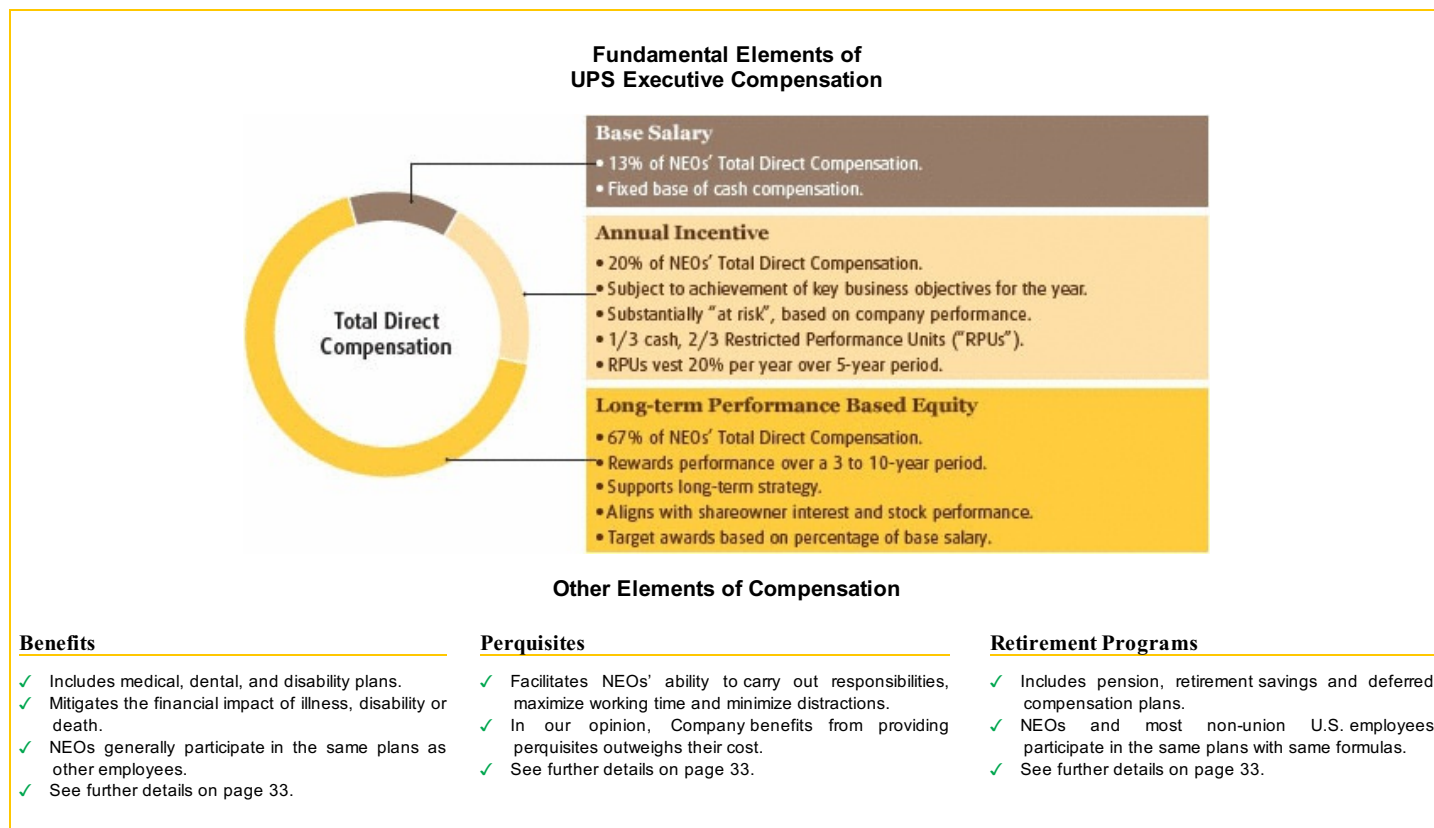 Fundamental Elements of
UPS Executive Compensation
Total Direct
Compensation
Base Salary
• 13% of NEOs’ Total Direct Compensation.
• Fixed base of cash compensation.
Annual Incentive
• 20% of NEOs’ Total Direct Compensation.
• Subject to achievement of key business objectives for the year.
• Substantially “at risk”, based on company performance.
• 1/3 cash, 2/3 Restricted Performance Units (“RPUs”).
• RPUs vest 20% per year over 5-year period.
Long-term Performance Based Equity
• 67% of NEOs’ Total Direct Compensation.
• Rewards performance over a 3 to 10-year period.
• Supports long-term strategy.
• Aligns with shareowner interest and stock performance.
• Target awards based on percentage of base salary.
Other Elements of Compensation
Benefits
✓ Includes medical, dental, and disability plans.
✓ Mitigates the financial impact of illness, disability or
death.
✓ NEOs generally participate in the same plans as
other employees.
✓ See further details on page 33.
Perquisites
✓ Facilitates NEOs’ ability to carry out responsibilities,
maximize working time and minimize distractions.
✓ In our opinion, Company benefits from providing
perquisites outweighs their cost.
✓ See further details on page 33.
Retirement Programs
✓ Includes pension, retirement savings and deferred
compensation plans.
✓ NEOs and most non-union U.S. employees
participate in the same plans with same formulas.
✓ See further details on page 33.